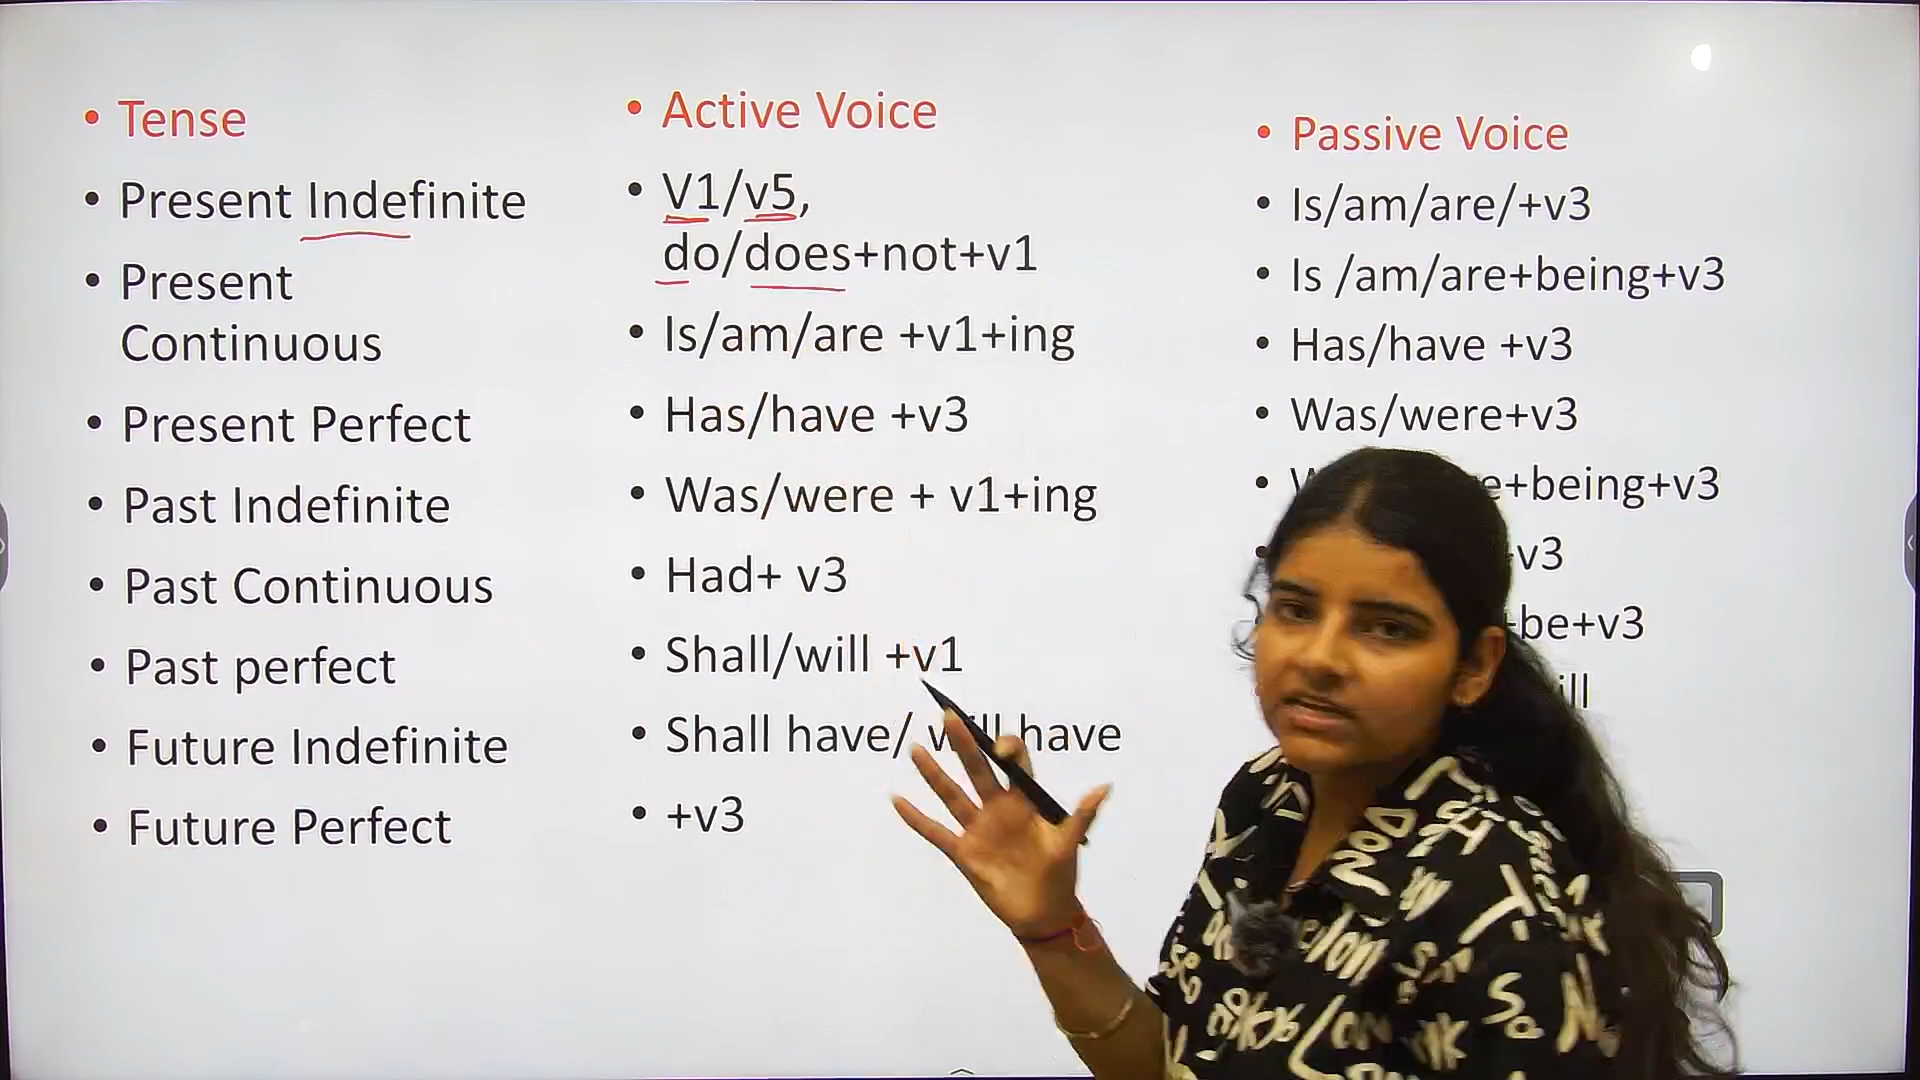 • Tense
• Present Indefinite
• Present
Continuous
• Present Perfect
• Past Indefinite
• Past Continuous
• Past perfect
• Future Indefinite
• Future Perfect
• Active Voice
• V1/v5,
do/does+not+v1
• Is/am/are +v1+ing
• Has/have +v3
• Was/were + v1+ing
• Had+ v3
• Shall/will +v1
• Shall have/ will have
• +v3
• Passive Voice
• Is/am/are/+v3
• Is /am/are+being+v3
• Has/have +v3
• Was/were+v3
• e+being+v3
• v3
be+v3
ill